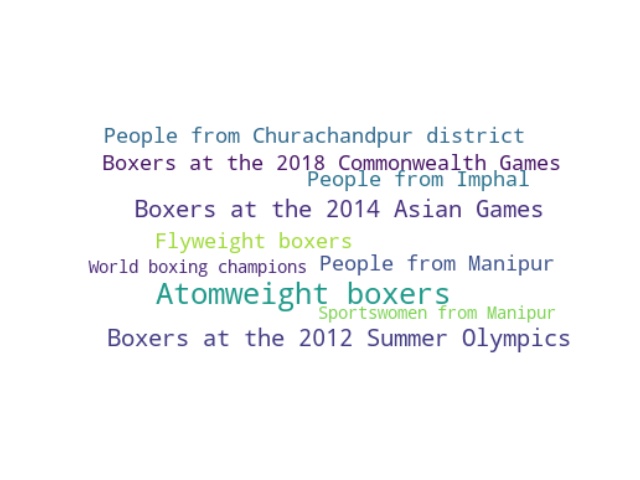 People from Churachandpur district
Boxers at the 2018 Commonwealth Games
People from Imphal
Boxers at the 2014 Asian Games
Flyweight boxers
World boxing champions
People from Manipur
Atomweight boxers
Sportswomen from Manipur
Boxers at the 2012 Summer Olympics